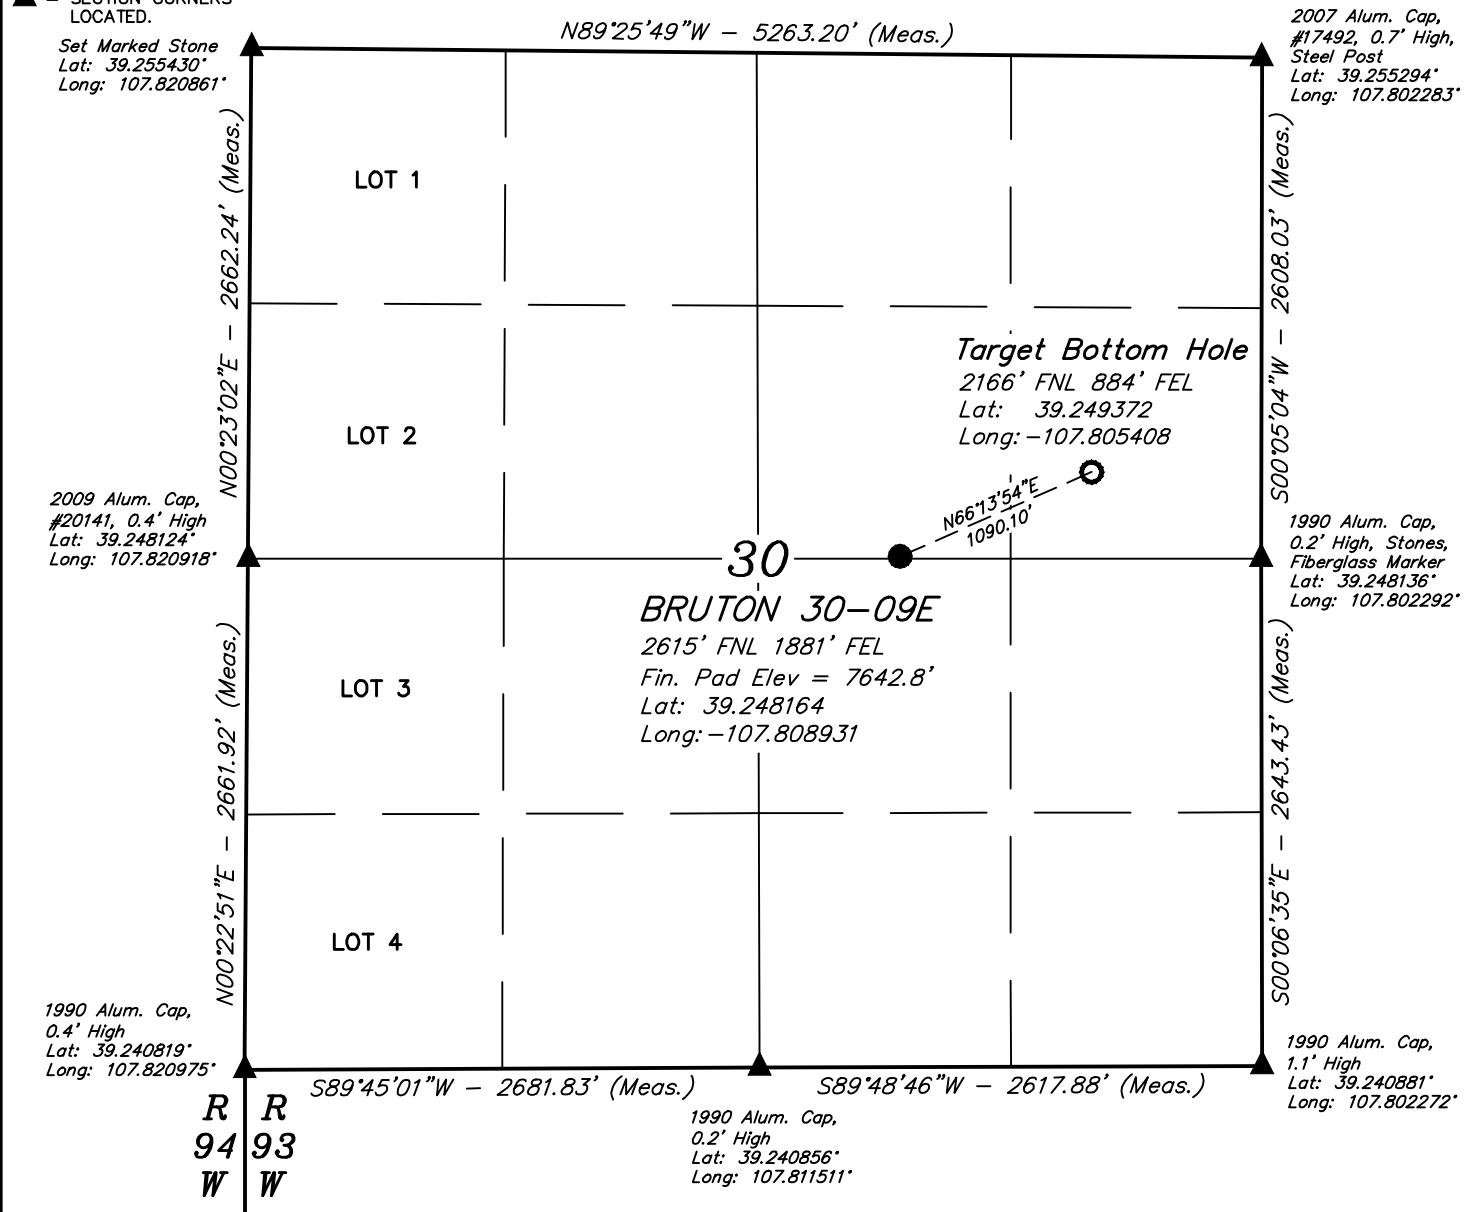 LOCATED.
N89°25'49"W - 5263.20' (Meas.)
Set Marked Stone
Lat: 39.255430°
Long: 107.820861°
2007 Alum. Cap,
#17492, 0.7' High,
Steel Post
Lat: 39.255294°
Long: 107.802283°
N00°23'02"E - 2662.24' (Meas.)
S00°05'04"W - 2608.03' (Meas.)
LOT 1
LOT 2
Target Bottom Hole
2166' FNL 884' FEL
Lat: 39.249372
Long: -107.805408
N66°13'54"E
1090.10'
2009 Alum. Cap,
#20141, 0.4' High
Lat: 39.248124°
Long: 107.820918°
1990 Alum. Cap,
0.2' High, Stones,
Fiberglass Marker
Lat: 39.248136°
Long: 107.802292°
30
BRUTON 30-09E
2615' FNL 1881' FEL
Fin. Pad Elev = 7642.8'
Lat: 39.248164
Long: -107.808931
N00°22'51"E - 2661.92' (Meas.)
S00°06'35"E - 2643.43' (Meas.)
LOT 3
LOT 4
1990 Alum. Cap,
0.4' High
Lat: 39.240819°
Long: 107.820975°
1990 Alum. Cap,
1.1' High
Lat: 39.240881°
Long: 107.802272°
S89°45'01"W - 2681.83' (Meas.)
S89°48'46"W - 2617.88' (Meas.)
1990 Alum. Cap,
0.2' High
Lat: 39.240856°
Long: 107.811511°
R R
94 93
W W